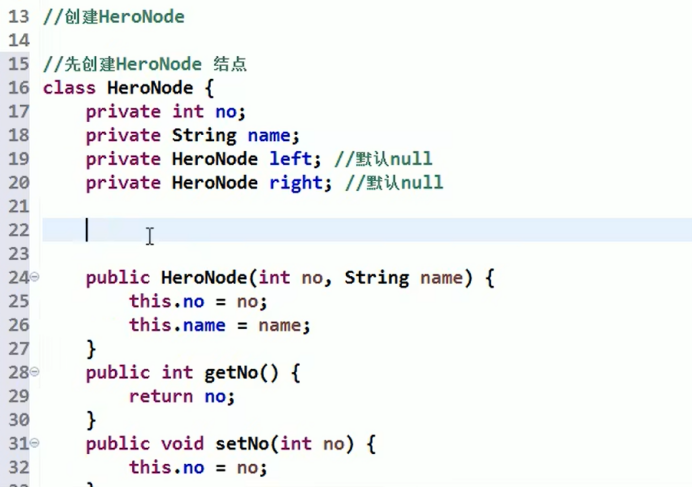 13 //创建HeroNode
14
15 //先创建HeroNode 结点
16 class HeroNode {
17 private int no;
18 private String name;
19 private HeroNode left; //默认null
20 private HeroNode right; //默认null
21
22
23
24 public HeroNode(int no, String name) {
25 this.no = no;
26 this.name = name;
27 }
28 public int getNo() {
29 return no;
30 }
31 public void setNo(int no) {
32 this.no = no;